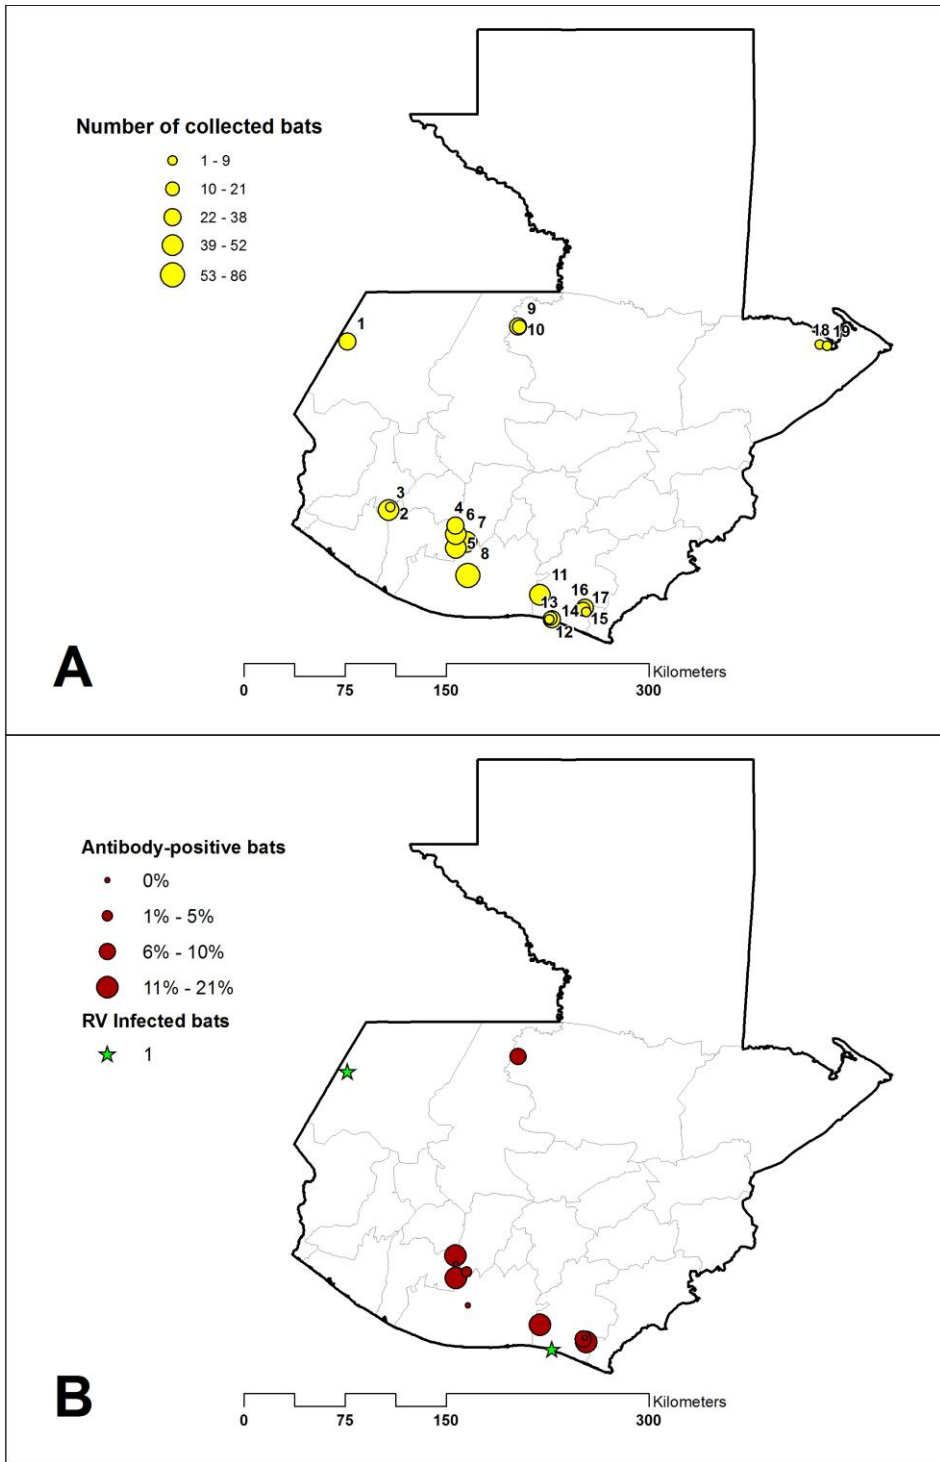 Number of collected bats
1 - 9
10 - 21
22 - 38
39 - 52
53 - 86
1
9
10
18 19
3
2
4
6
7
5
8
11
13
16
17
14
15
12
A
Kilometers
0 75 150 300
Antibody-positive bats
0%
1% - 5%
6% - 10%
11% - 21%
RV Infected bats
1
B
Kilometers
0 75 150 300